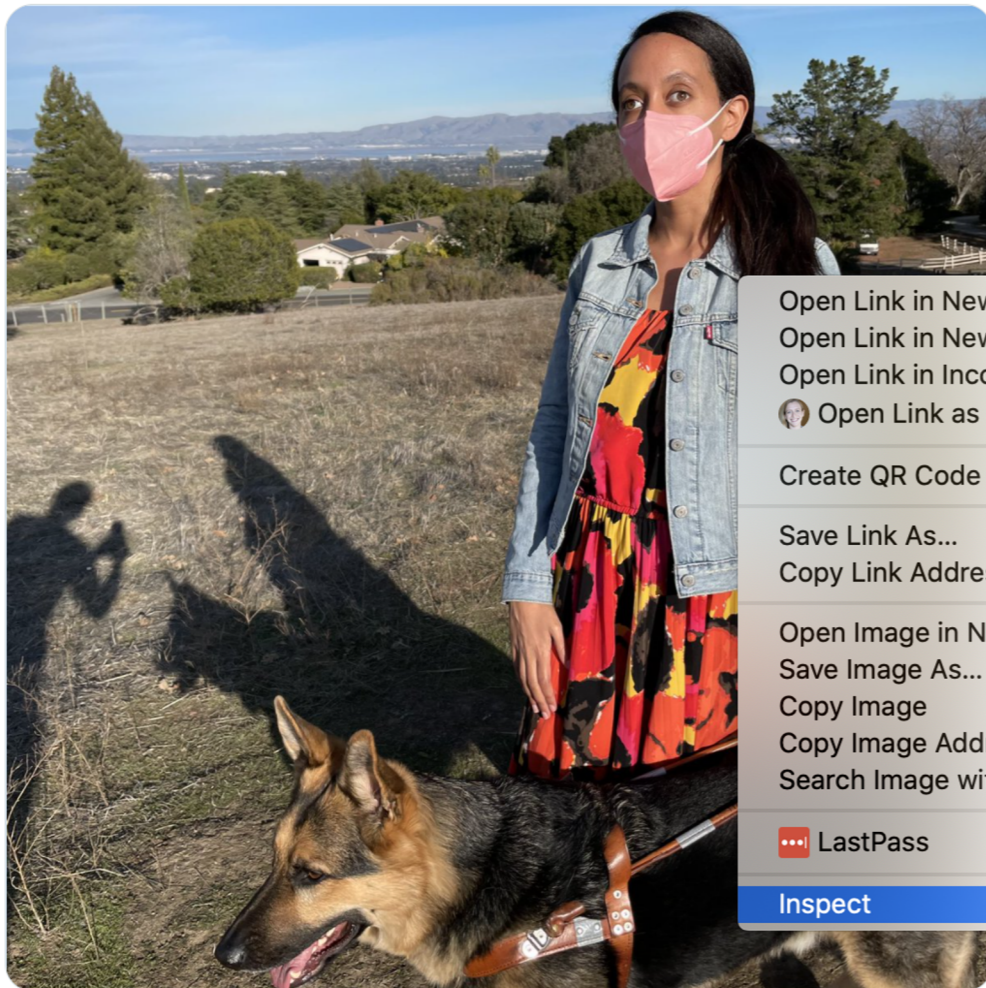 Open Link in New
Open Link in New
Open Link in Inco
Open Link as
Create QR Code
Save Link As...
Copy Link Addre
Open Image in N
Save Image As...
Copy Image
Copy Image Add
Search Image wi
LastPass
Inspect